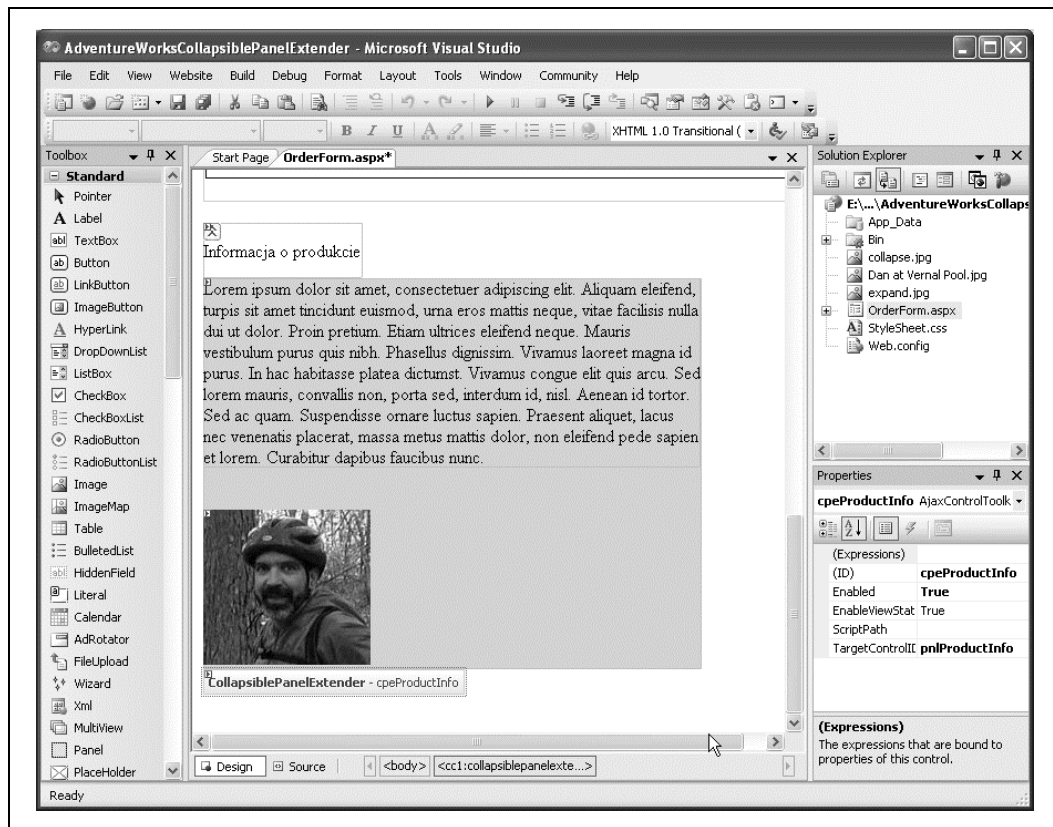 AdventureWorksCollapsiblePanelExtender - Microsoft Visual Studio
File Edit View Website Build Debug Format Layout Tools Window Community Help
B I U A XHTML 1.0 Transitional (
Toolbox
Standard
Pointer
A Label
abl TextBox
ab Button
ab LinkButton
ImageButton
A HyperLink
DropDownList
ListBox
CheckBox
CheckBoxList
RadioButton
RadioButtonList
Image
ImageMap
Table
BulletedList
abl HiddenField
Literal
Calendar
AdRotator
FileUpload
Wizard
Xml
MultiView
Panel
PlaceHolder
Start Page OrderForm.aspx*
Informacja o produkcie
Lorem ipsum dolor sit amet, consectetuer adipiscing elit. Aliquam eleifend,
turpis sit amet tincidunt euismod, urna eros mattis neque, vitae facilisis nulla
dui ut dolor. Proin pretium. Etiam ultrices eleifend neque. Mauris
vestibulum purus quis nibh. Phasellus dignissim. Vivamus laoreet magna id
purus. In hac habitasse platea dictumst. Vivamus congue elit quis arcu. Sed
lorem mauris, convallis non, porta sed, interdum id, nisl. Aenean id tortor.
Sed ac quam. Suspendisse ornare luctus sapien. Praesent aliquet, lacus
nec venenatis placerat, massa metus mattis dolor, non eleifend pede sapien
et lorem. Curabitur dapibus faucibus nunc.
CollapsiblePanelExtender - cpeProductInfo
Design Source <body> <cc1:collapsiblepanelexte...>
Solution Explorer
E:\...\AdventureWorksCollaps
App_Data
Bin
collapse.jpg
Dan at Vernal Pool.jpg
expand.jpg
OrderForm.aspx
StyleSheet.css
Web.config
Properties
cpeProductInfo AjaxControlToolk
(Expressions)
(ID) cpeProductInfo
Enabled True
EnableViewStat True
ScriptPath
TargetControlID pnlProductInfo
(Expressions)
The expressions that are bound to
properties of this control.
Ready